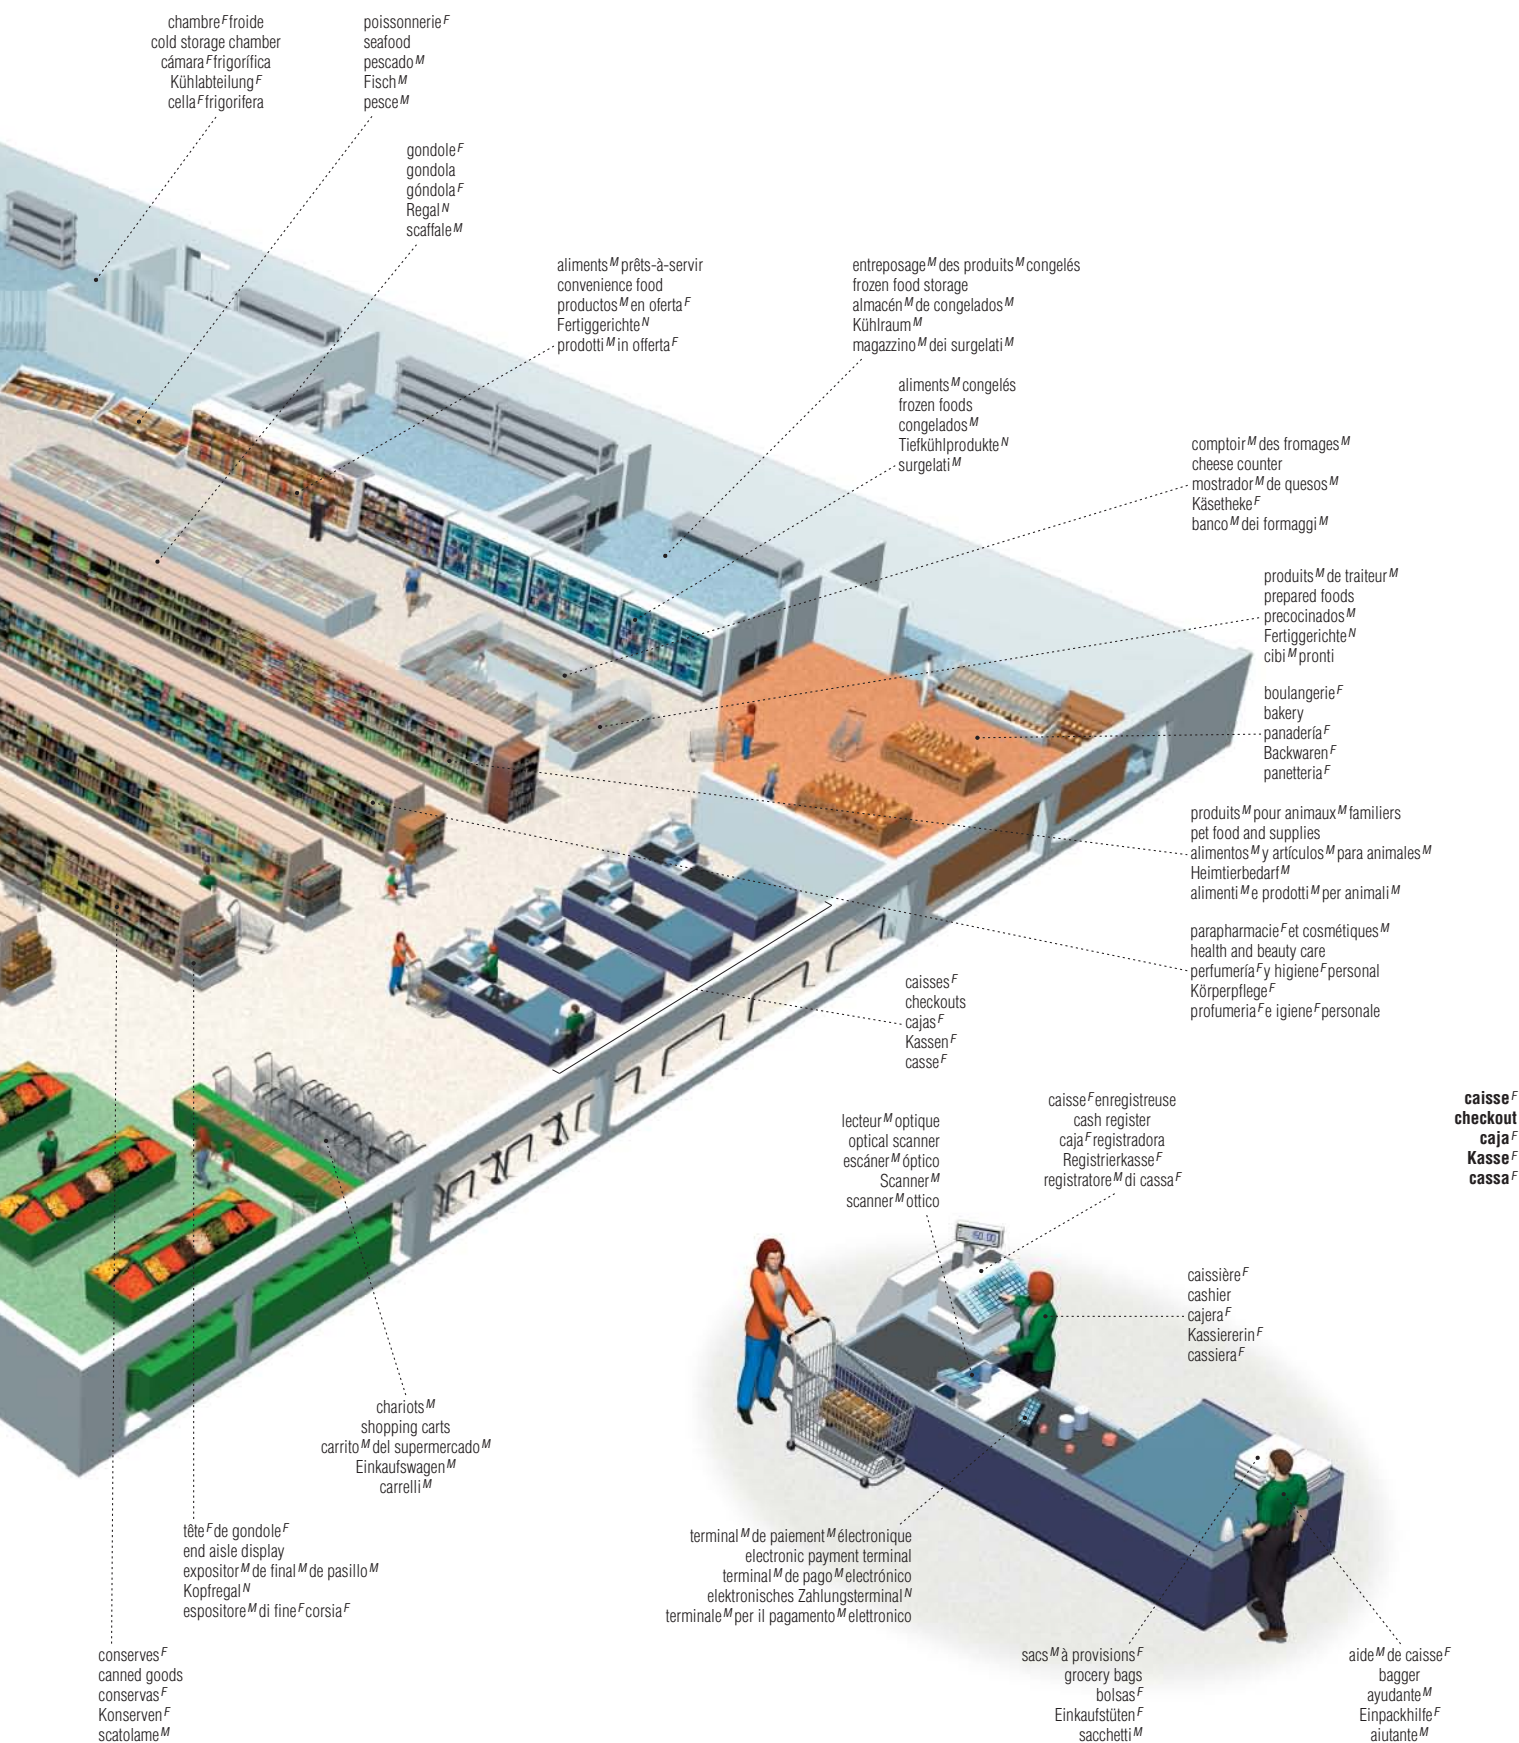 chambre F froide
cold storage chamber
cámara F frigorífica
Kühlabteilung F
cella F frigorifera
poissonnerie F
seafood
pescado M
Fisch M
pesce M
gondole F
gondola
góndola F
Regal N
scaffale M
aliments M prêts-à-servir
convenience food
productos M en oferta F
Fertiggerichte N
prodotti M in offerta F
entreposage M des produits M congelés
frozen food storage
almacén M de congelados M
Kühlraum M
magazzino M dei surgelati M
aliments M congelés
frozen foods
congelados M
Tiefkühlprodukte N
surgelati M
comptoir M des fromages M
cheese counter
mostrador M de quesos M
Käsetheke F
banco M dei formaggi M
produits M de traiteur M
prepared foods
precocinados M
Fertiggerichte N
cibi M pronti
boulangerie F
bakery
panadería F
Backwaren F
panetteria F
produits M pour animaux M familiers
pet food and supplies
alimentos M y artículos M para animales M
Heimtierbedarf M
alimenti M e prodotti M per animali M
parapharmacie F et cosmétiques M
health and beauty care
perfumería F y higiene F personal
Körperpflege F
profumeria F e igiene F personale
caisses F
checkouts
cajas F
Kassen F
casse F
caisse F
checkout
caja F
Kasse F
cassa F
caisse F enregistreuse
cash register
caja F registradora
Registrierkasse F
registratore M di cassa F
lecteur M optique
optical scanner
escáner M óptico
Scanner M
scanner M ottico
150.00
caissière F
cashier
cajera F
Kassiererin F
cassiera F
chariots M
shopping carts
carrito M del supermercado M
Einkaufswagen M
carrelli M
tête F de gondole F
end aisle display
expositor M de final M de pasillo M
Kopfregal N
espositore M di fine F corsia F
terminal M de paiement M électronique
electronic payment terminal
terminal M de pago M electrónico
elektronisches Zahlungsterminal N
terminale M per il pagamento M elettronico
conserves F
canned goods
conservas F
Konserven F
scatolame M
sacs M à provisions F
grocery bags
bolsas F
Einkaufstüten F
sacchetti M
aide M de caisse F
bagger
ayudante M
Einpackhilfe F
aiutante M